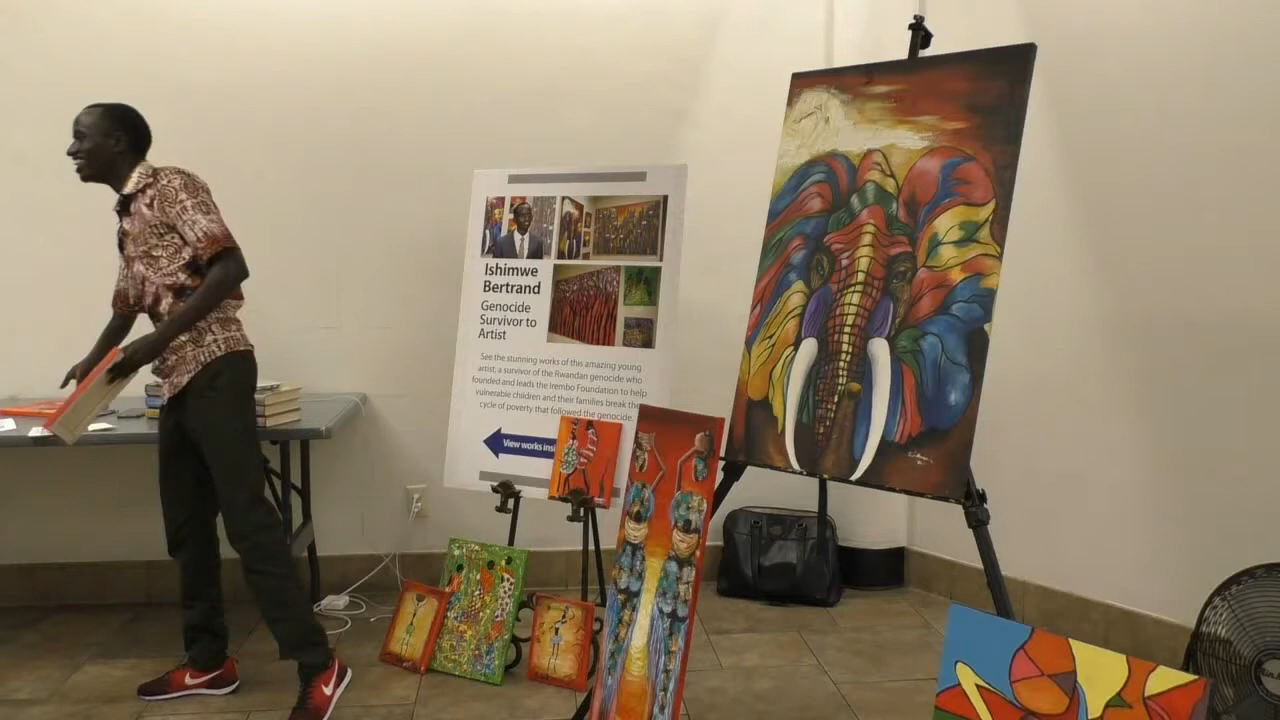 Ishimwe
Bertrand
Genocide
Survivor to
Artist
See the stunning works of this amazing young
artist, a survivor of the Rwandan genocide who
founded and leads the Irembo Foundation to help
vulnerable children and their families break the
cycle of poverty that followed the genocide.
View works insi